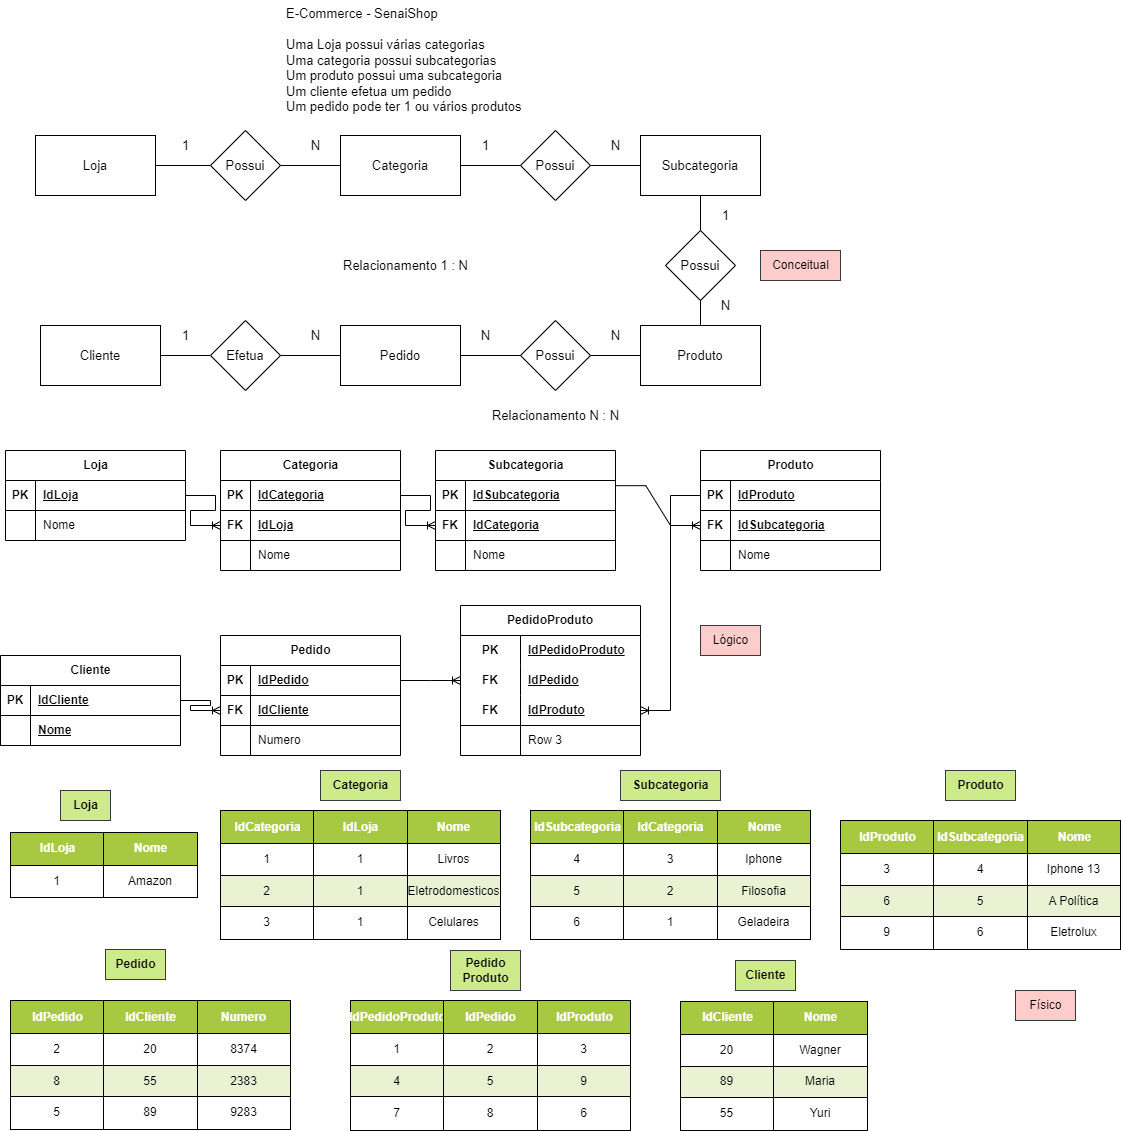 E-Commerce - SenaiShop
Uma Loja possui várias categorias
Uma categoria possui subcategorias
Um produto possui uma subcategoria
Um cliente efetua um pedido
Um pedido pode ter 1 ou vários produtos
Loja 1 Possui N Categoria 1 Possui N Subcategoria
1
Relacionamento 1 : N Possui Conceitual
N
Cliente 1 Efetua N Pedido N Possui N Produto
Relacionamento N : N
Loja
PK IdLoja
Nome
Categoria
PK IdCategoria
FK IdLoja
Nome
Subcategoria
PK IdSubcategoria
FK IdCategoria
Nome
Produto
PK IdProduto
FK IdSubcategoria
Nome
Cliente
PK IdCliente
Nome
Pedido
PK IdPedido
FK IdCliente
Numero
PedidoProduto
PK IdPedidoProduto
FK IdPedido
FK IdProduto
Row 3
Lógico
Loja
IdLoja Nome
1 Amazon
Categoria
IdCategoria IdLoja Nome
1 1 Livros
2 1 Eletrodomesticos
3 1 Celulares
Subcategoria
IdSubcategoria IdCategoria Nome
4 3 Iphone
5 2 Filosofia
6 1 Geladeira
Produto
IdProduto IdSubcategoria Nome
3 4 Iphone 13
6 5 A Política
9 6 Eletrolux
Pedido
IdPedido IdCliente Numero
2 20 8374
8 55 2383
5 89 9283
Pedido
Produto
IdPedidoProduto IdPedido IdProduto
1 2 3
4 5 9
7 8 6
Cliente
IdCliente Nome
20 Wagner
89 Maria
55 Yuri
Físico